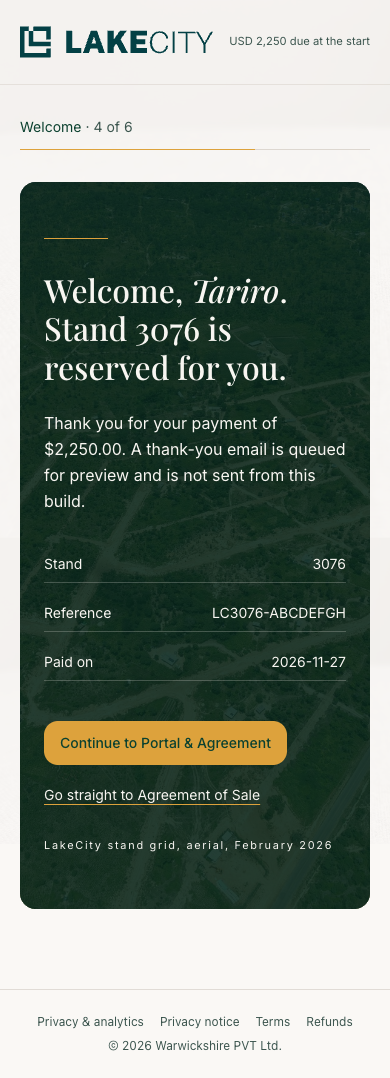 LAKECITY
USD 2,250 due at the start
Welcome · 4 of 6
Welcome, Tariro.
Stand 3076 is
reserved for you.
Thank you for your payment of
$2,250.00. A thank-you email is queued
for preview and is not sent from this
build.
Stand 3076
Reference LC3076-ABCDEFGH
Paid on 2026-11-27
Continue to Portal & Agreement
Go straight to Agreement of Sale
LakeCity stand grid, aerial, February 2026
Privacy & analytics Privacy notice Terms Refunds
© 2026 Warwickshire PVT Ltd.